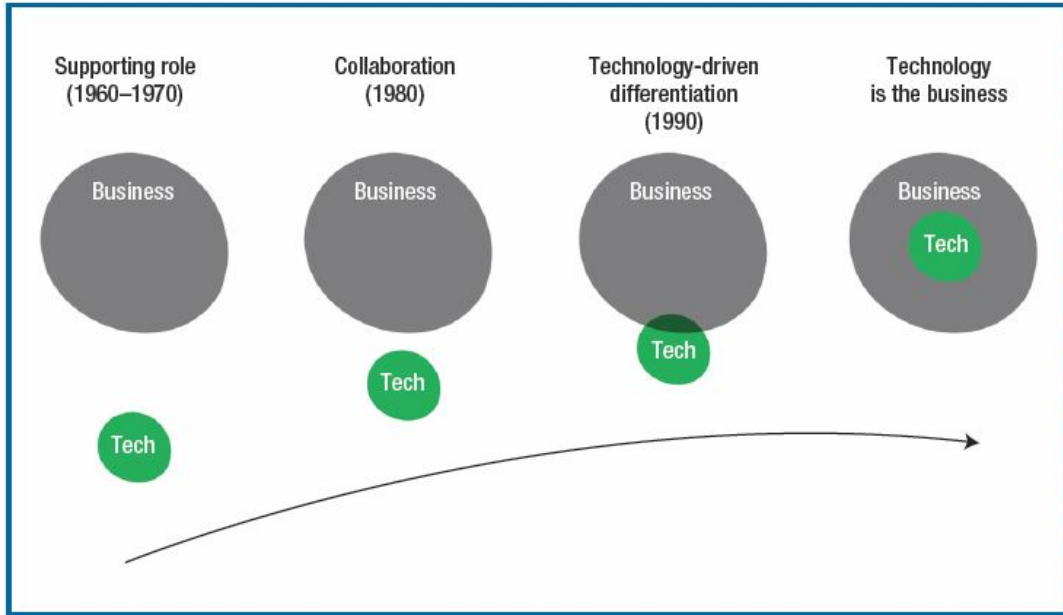 Supporting role
(1960–1970)
Collaboration
(1980)
Technology-driven
differentiation
(1990)
Technology
is the business
Business
Business
Business
Business
Tech
Tech
Tech
Tech